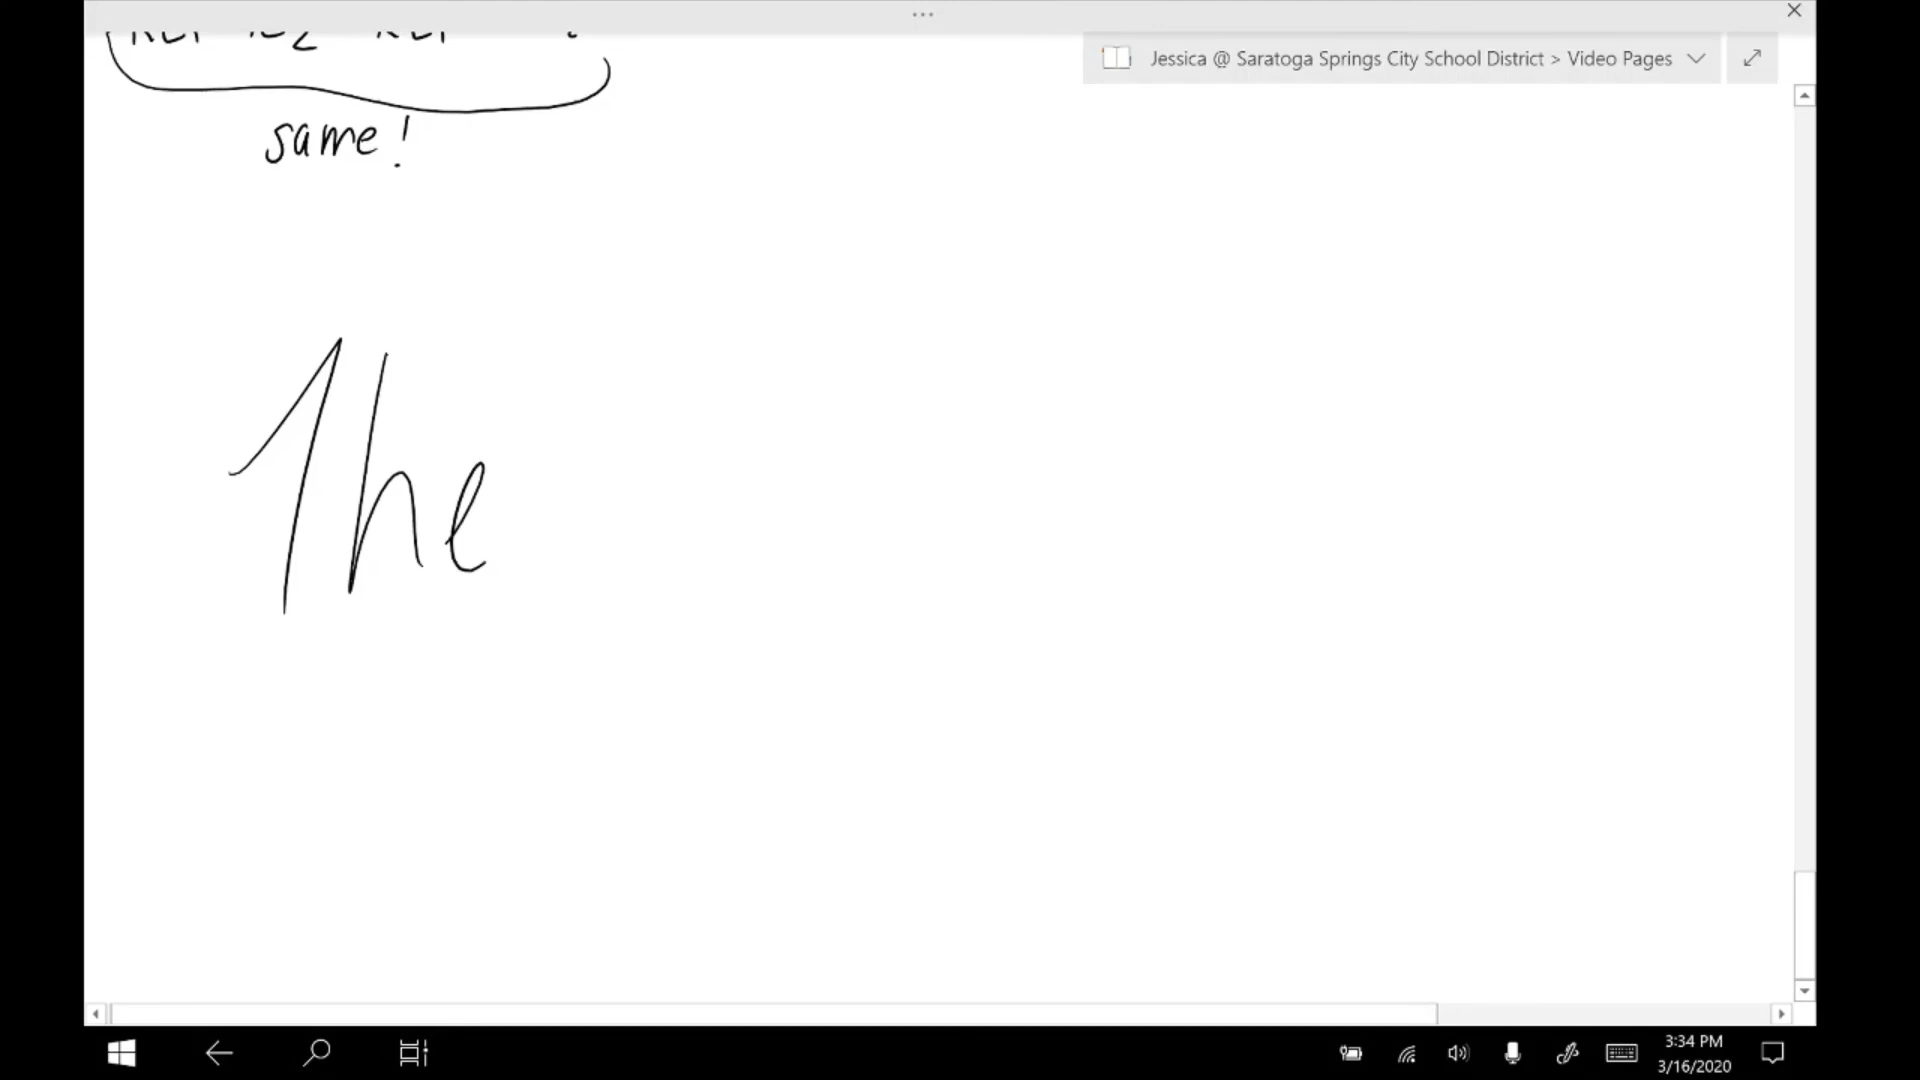 Jessica @ Saratoga Springs City School District > Video Pages
same!
The
3:34 PM
3/16/2020